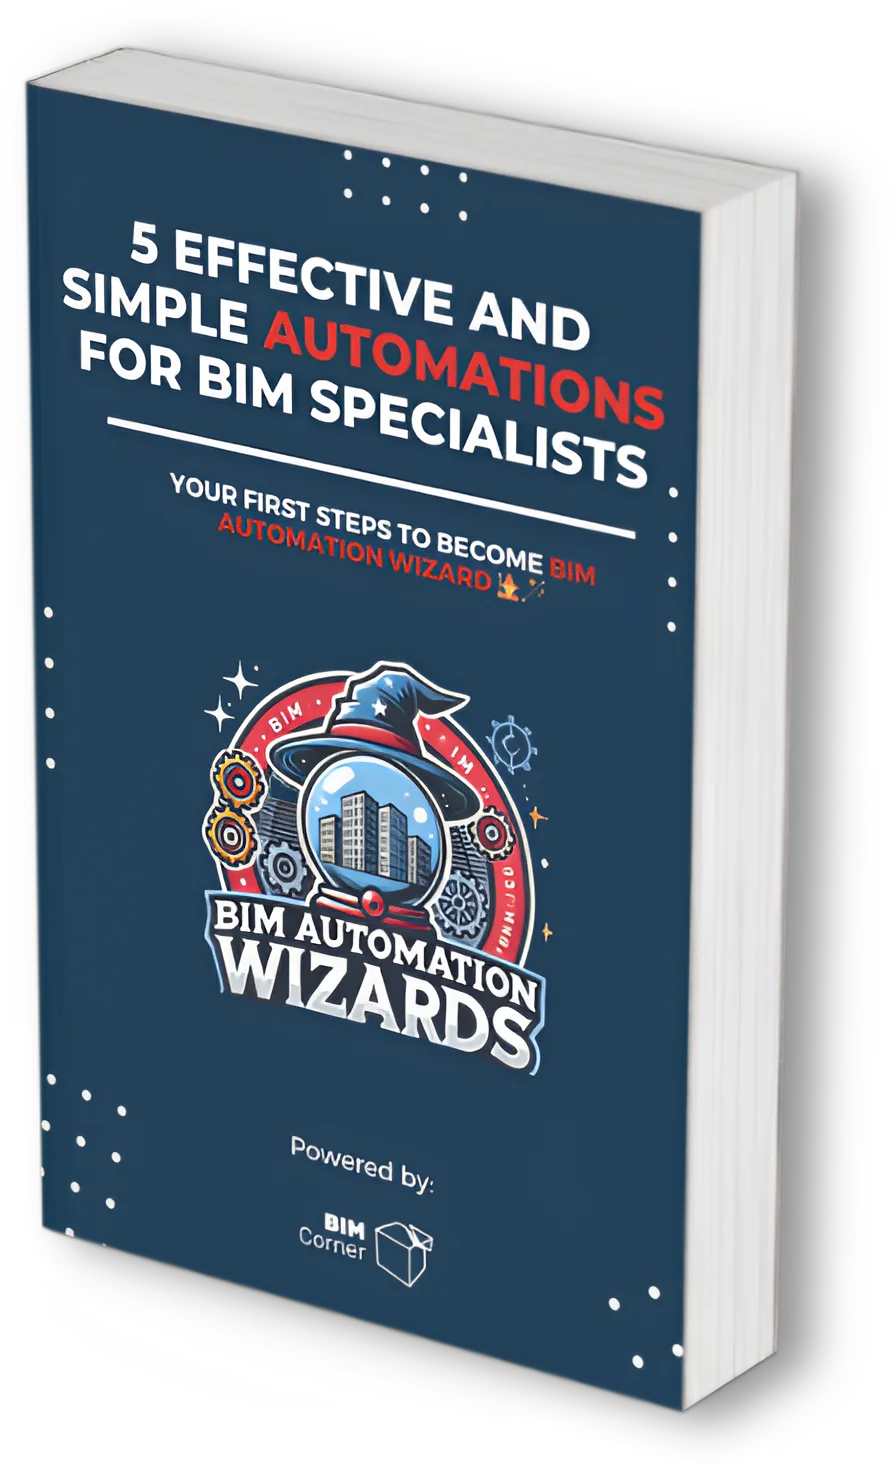 5 EFFECTIVE AND
SIMPLE AUTOMATIONS
FOR BIM SPECIALISTS
YOUR FIRST STEPS TO BECOME BIM
AUTOMATION WIZARD
BIM
BIM AUTOMATION
WIZARDS
Powered by:
BIM
Corner